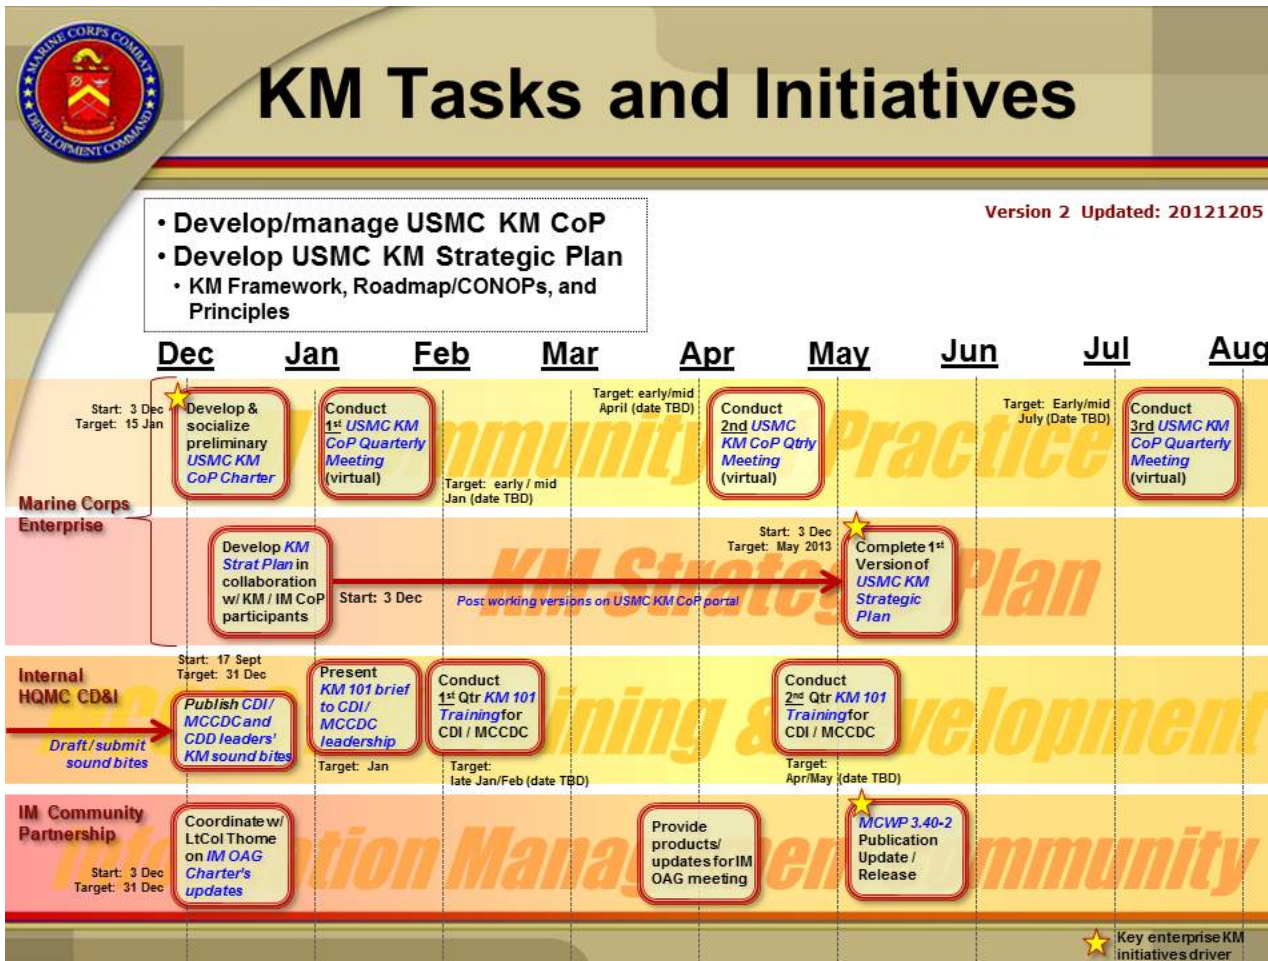 MARINE CORPS COMBAT
DEVELOPMENT COMMAND
KM Tasks and Initiatives
Version 2 Updated: 20121205
• Develop/manage USMC KM CoP
• Develop USMC KM Strategic Plan
• KM Framework, Roadmap/CONOPs, and
Principles
Dec Jan Feb Mar Apr May Jun Jul Aug
Marine Corps
Enterprise
Start: 3 Dec
Target: 15 Jan
Develop &
socialize
preliminary
USMC KM
CoP Charter
Conduct
1st USMC KM
CoP Quarterly
Meeting
(virtual)
Target: early / mid
Jan (date TBD)
Target: early/mid
April (date TBD)
Conduct
2nd USMC
KM CoP Qtrly
Meeting
(virtual)
Target: Early/mid
July (Date TBD)
Conduct
3rd USMC KM
CoP Quarterly
Meeting
(virtual)
Practice
Develop KM
Strat Plan in
collaboration
w/ KM / IM CoP
participants
Start: 3 Dec
Post working versions on USMC KM CoP portal
Start: 3 Dec
Target: May 2013
Complete 1st
Version of
USMC KM
Strategic
Plan
KM Strategic Plan
Internal
HQMC CD&I
Draft/submit
sound bites
Start: 17 Sept
Target: 31 Dec
Publish CDI/
MCCDC and
CDD leaders'
KM sound bites
Present
KM 101 brief
to CDI /
MCCDC
leadership
Target: Jan
Conduct
1st Qtr KM 101
Training for
CDI / MCCDC
Target:
late Jan/Feb (date TBD)
Conduct
2nd Qtr KM 101
Training for
CDI / MCCDC
Target:
Apr/May (date TBD)
Training & Development
IM Community
Partnership
Start: 3 Dec
Target: 31 Dec
Coordinate w/
LtCol Thome
on IM OAG
Charter's
updates
Provide
products/
updates for IM
OAG meeting
MCWP 3.40-2
Publication
Update /
Release
Information Management Community
Key enterprise KM
initiatives driver